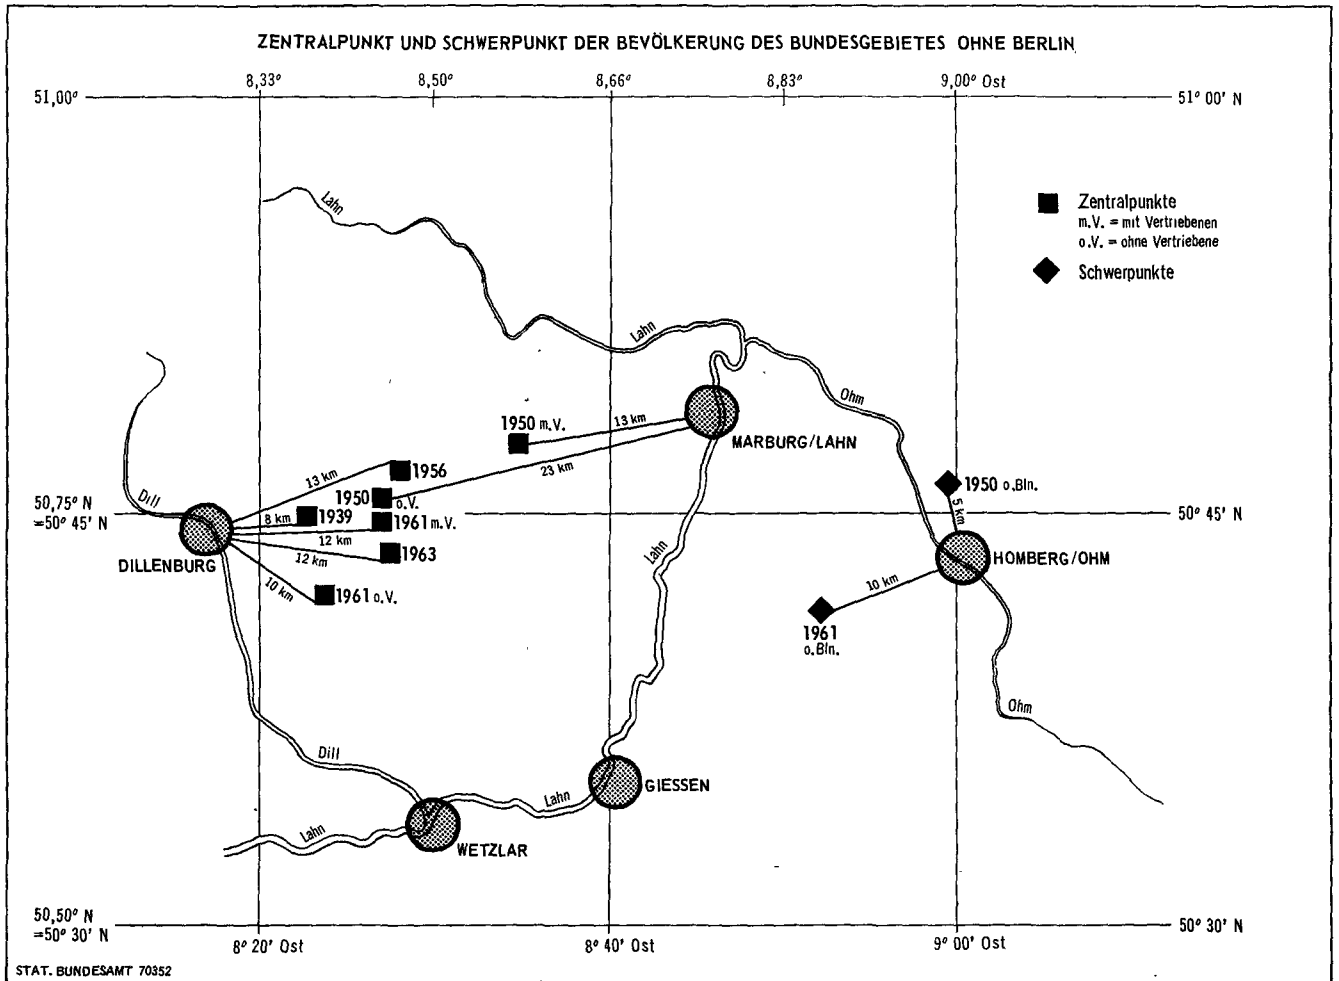 ZENTRALPUNKT UND SCHWERPUNKT DER BEVÖLKERUNG DES BUNDESGEBIETES OHNE BERLIN
8,33° 8,50° 8,66° 8,83° 9,00° Ost
51,00° 51° 00' N
Lahn
Zentralpunkte
m.V. = mit Vertriebenen
o.V. = ohne Vertriebene
Schwerpunkte
Lahn
Ohm
1950 m.V. 13 km
MARBURG/LAHN
13 km 1956 23 km
Dill 1950 o.V. 1950 o.Bln.
5 km
50,75° N
=50° 45' N 50° 45' N
8 km 1939 1961 m.V.
12 km
DILLENBURG 12 km 1963 Lahn HOMBERG/OHM
10 km 1961 o.V. 10 km
1961
o.Bln.
Ohm
Dill
GIESSEN
Lahn
Lahn
WETZLAR
50,50° N
=50° 30' N 50° 30' N
8° 20' Ost 8° 40' Ost 9° 00' Ost
STAT. BUNDESAMT 70352